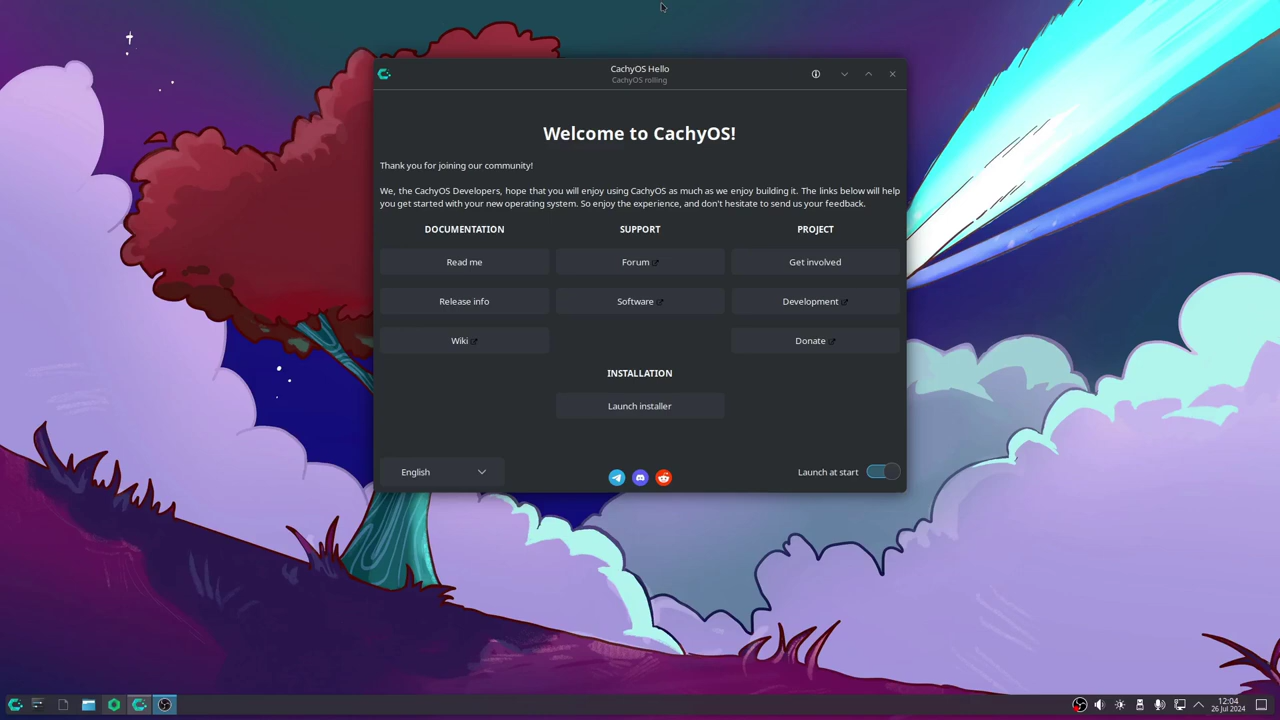 CachyOS Hello
CachyOS rolling
Welcome to CachyOS!
Thank you for joining our community!
We, the CachyOS Developers, hope that you will enjoy using CachyOS as much as we enjoy building it. The links below will help
you get started with your new operating system. So enjoy the experience, and don't hesitate to send us your feedback.
DOCUMENTATION
SUPPORT
PROJECT
Read me
Forum
Get involved
Release info
Software
Development
Wiki
Donate
INSTALLATION
Launch installer
English
Launch at start
12:04
26 Jul 2024